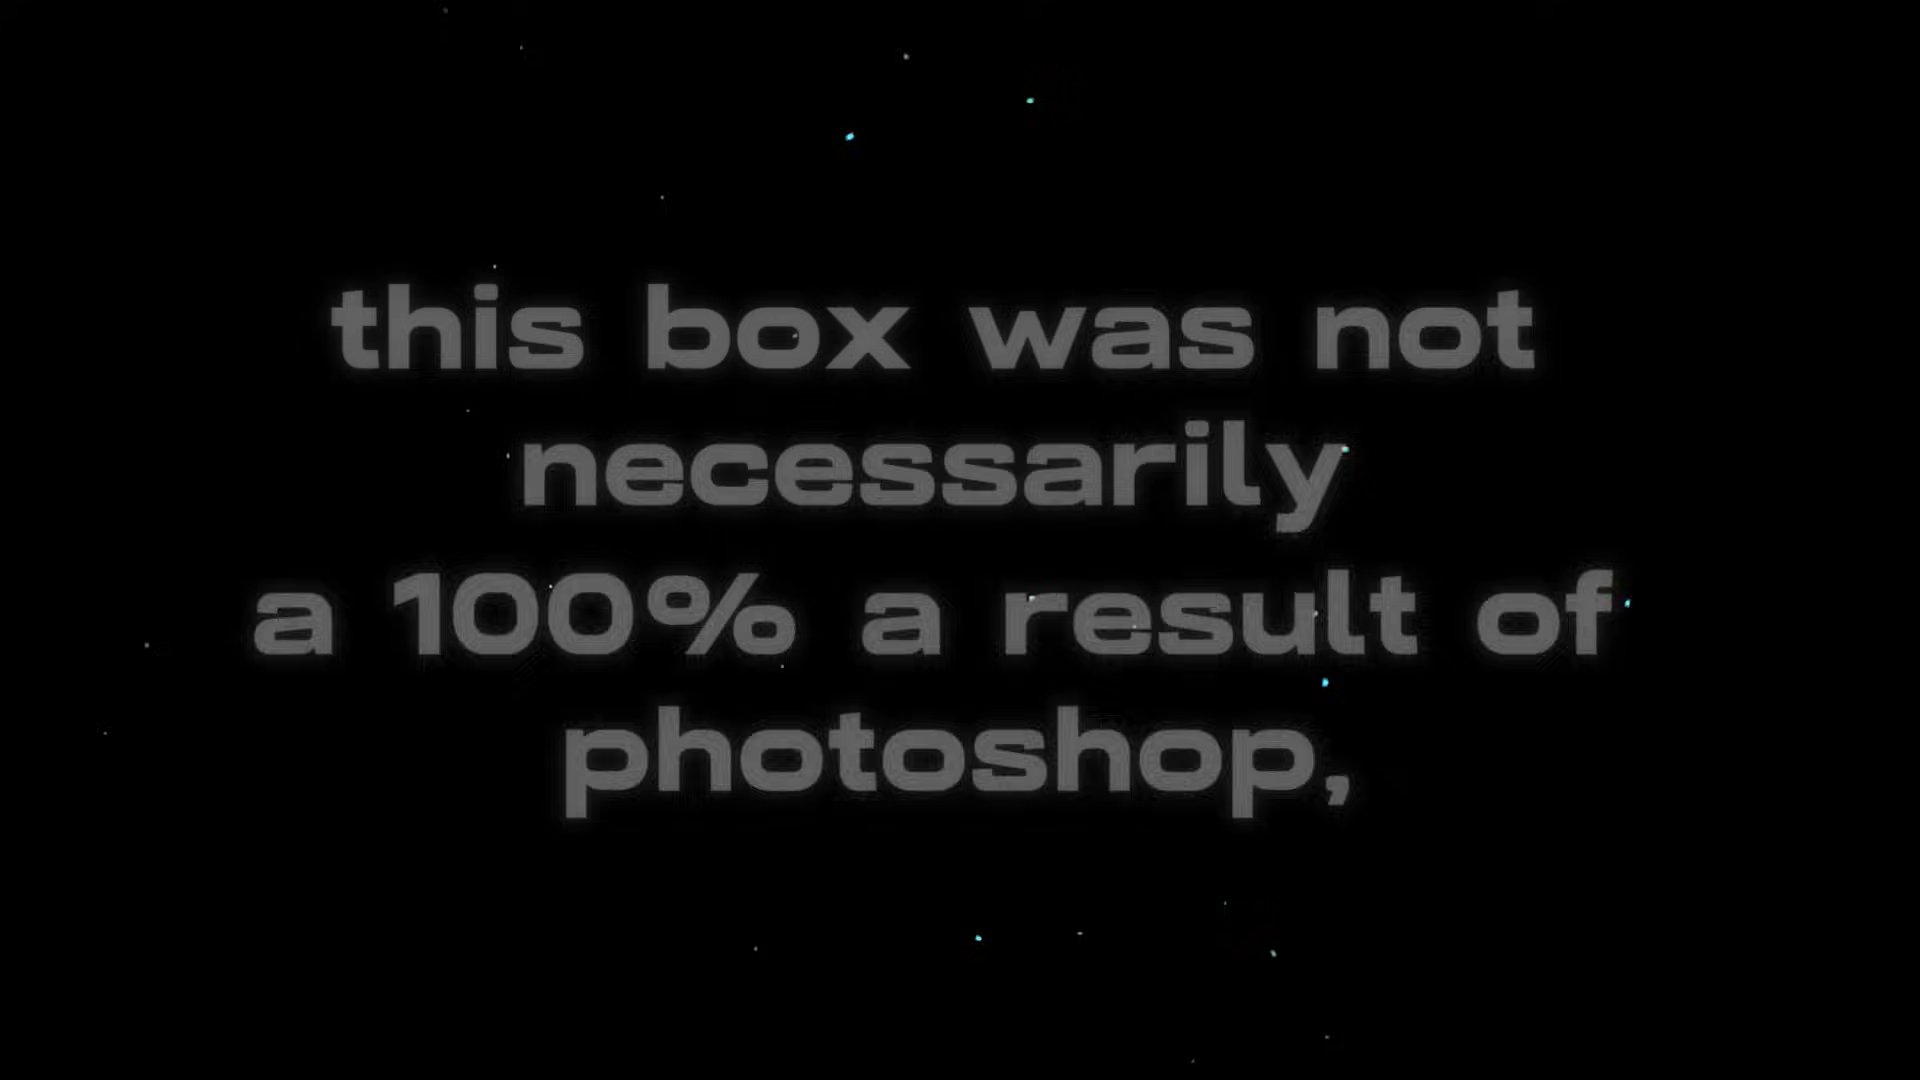 this box was not
necessarily
a 100% a result of
photoshop,